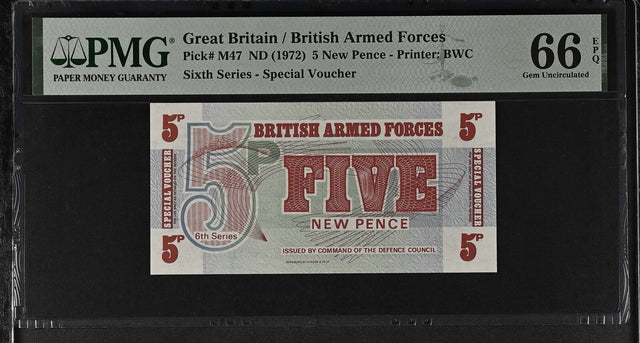 PMG
PAPER MONEY GUARANTY
Great Britain / British Armed Forces
Pick# M47 ND (1972) 5 New Pence - Printer: BWC
Sixth Series - Special Voucher
66
EPQ
Gem Uncirculated
5P
BRITISH ARMED FORCES
5P
SPECIAL VOUCHER
5P
FIVE
SPECIAL VOUCHER
NEW PENCE
6th Series
5P
ISSUED BY COMMAND OF THE DEFENCE COUNCIL
5P